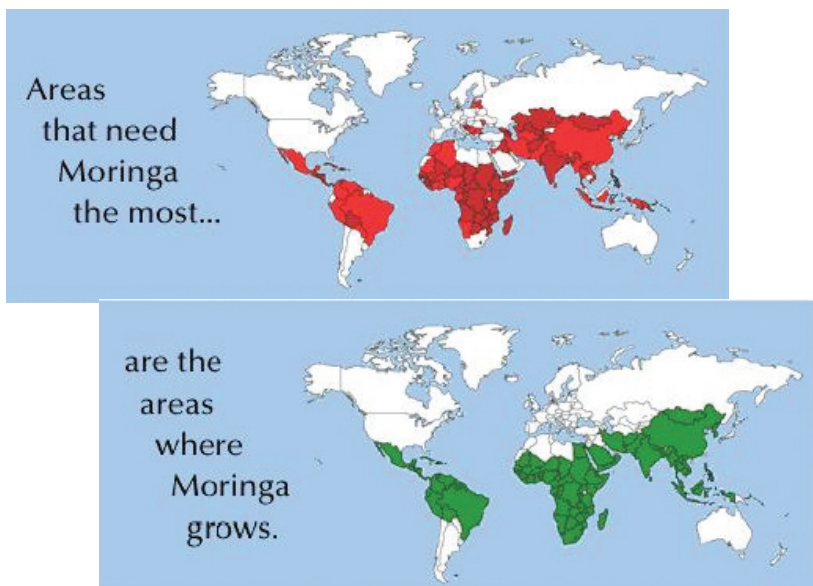 Areas
that need
Moringa
the most...
are the
areas
where
Moringa
grows.